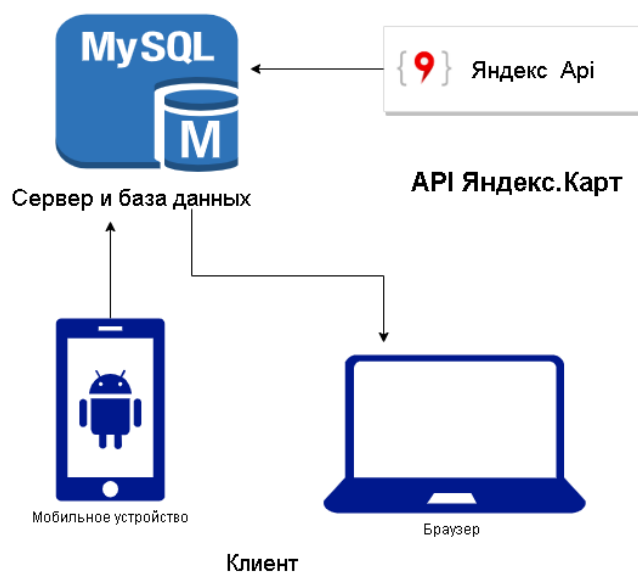 MySQL
M
{ } Яндекс Api
Сервер и база данных
API Яндекс.Карт
Мобильное устройство
Браузер
Клиент